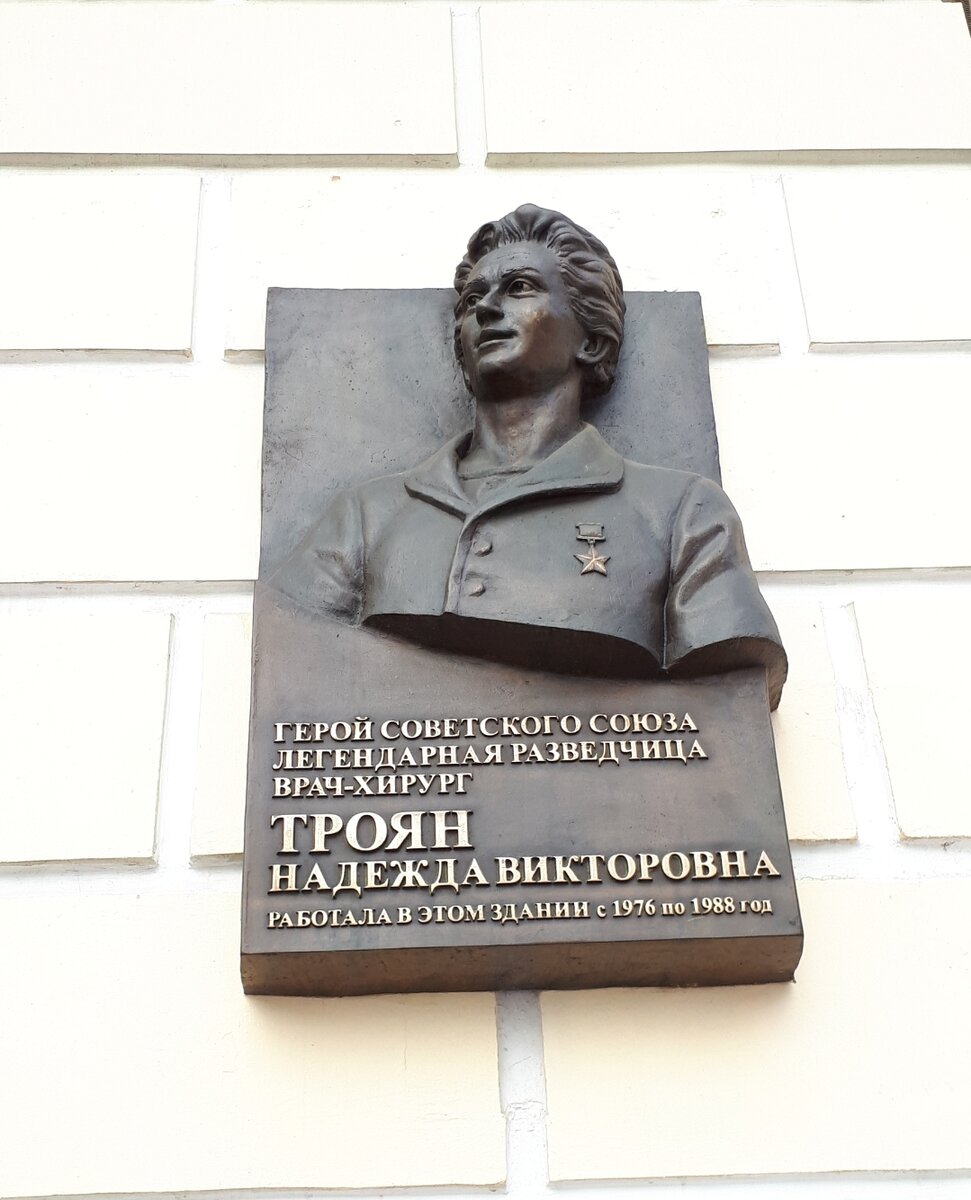 ГЕРОЙ СОВЕТСКОГО СОЮЗА
ЛЕГЕНДАРНАЯ РАЗВЕДЧИЦА
ВРАЧ-ХИРУРГ
ТРОЯН
НАДЕЖДА ВИКТОРОВНА
РАБОТАЛА В ЭТОМ ЗДАНИИ с 1976 по 1988 год